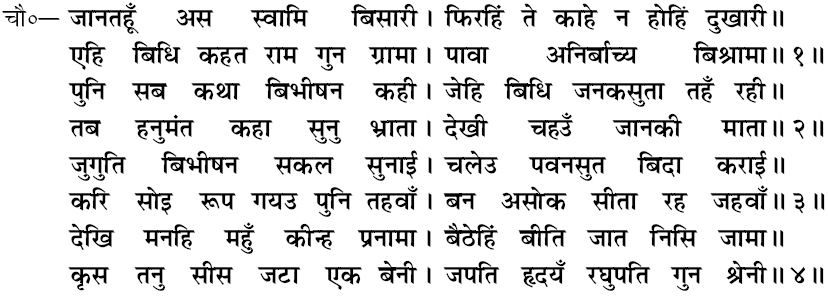 चौ०— जानतहूँ अस स्वामि बिसारी। फिरहिं ते काहे न होहिं दुखारी॥
एहि बिधि कहत राम गुन ग्रामा। पावा अनिर्बाच्य बिश्रामा॥ १॥
पुनि सब कथा बिभीषन कही। जेहि बिधि जनकसुता तहँ रही॥
तब हनुमंत कहा सुनु भ्राता। देखी चहउँ जानकी माता॥ २॥
जुगुति बिभीषन सकल सुनाई। चलेउ पवनसुत बिदा कराई॥
करि सोइ रूप गयउ पुनि तहवाँ। बन असोक सीता रह जहवाँ॥ ३॥
देखि मनहि महुँ कीन्ह प्रनामा। बैठेहिं बीति जात निसि जामा॥
कृस तनु सीस जटा एक बेनी। जपति हृदयँ रघुपति गुन श्रेनी॥ ४॥